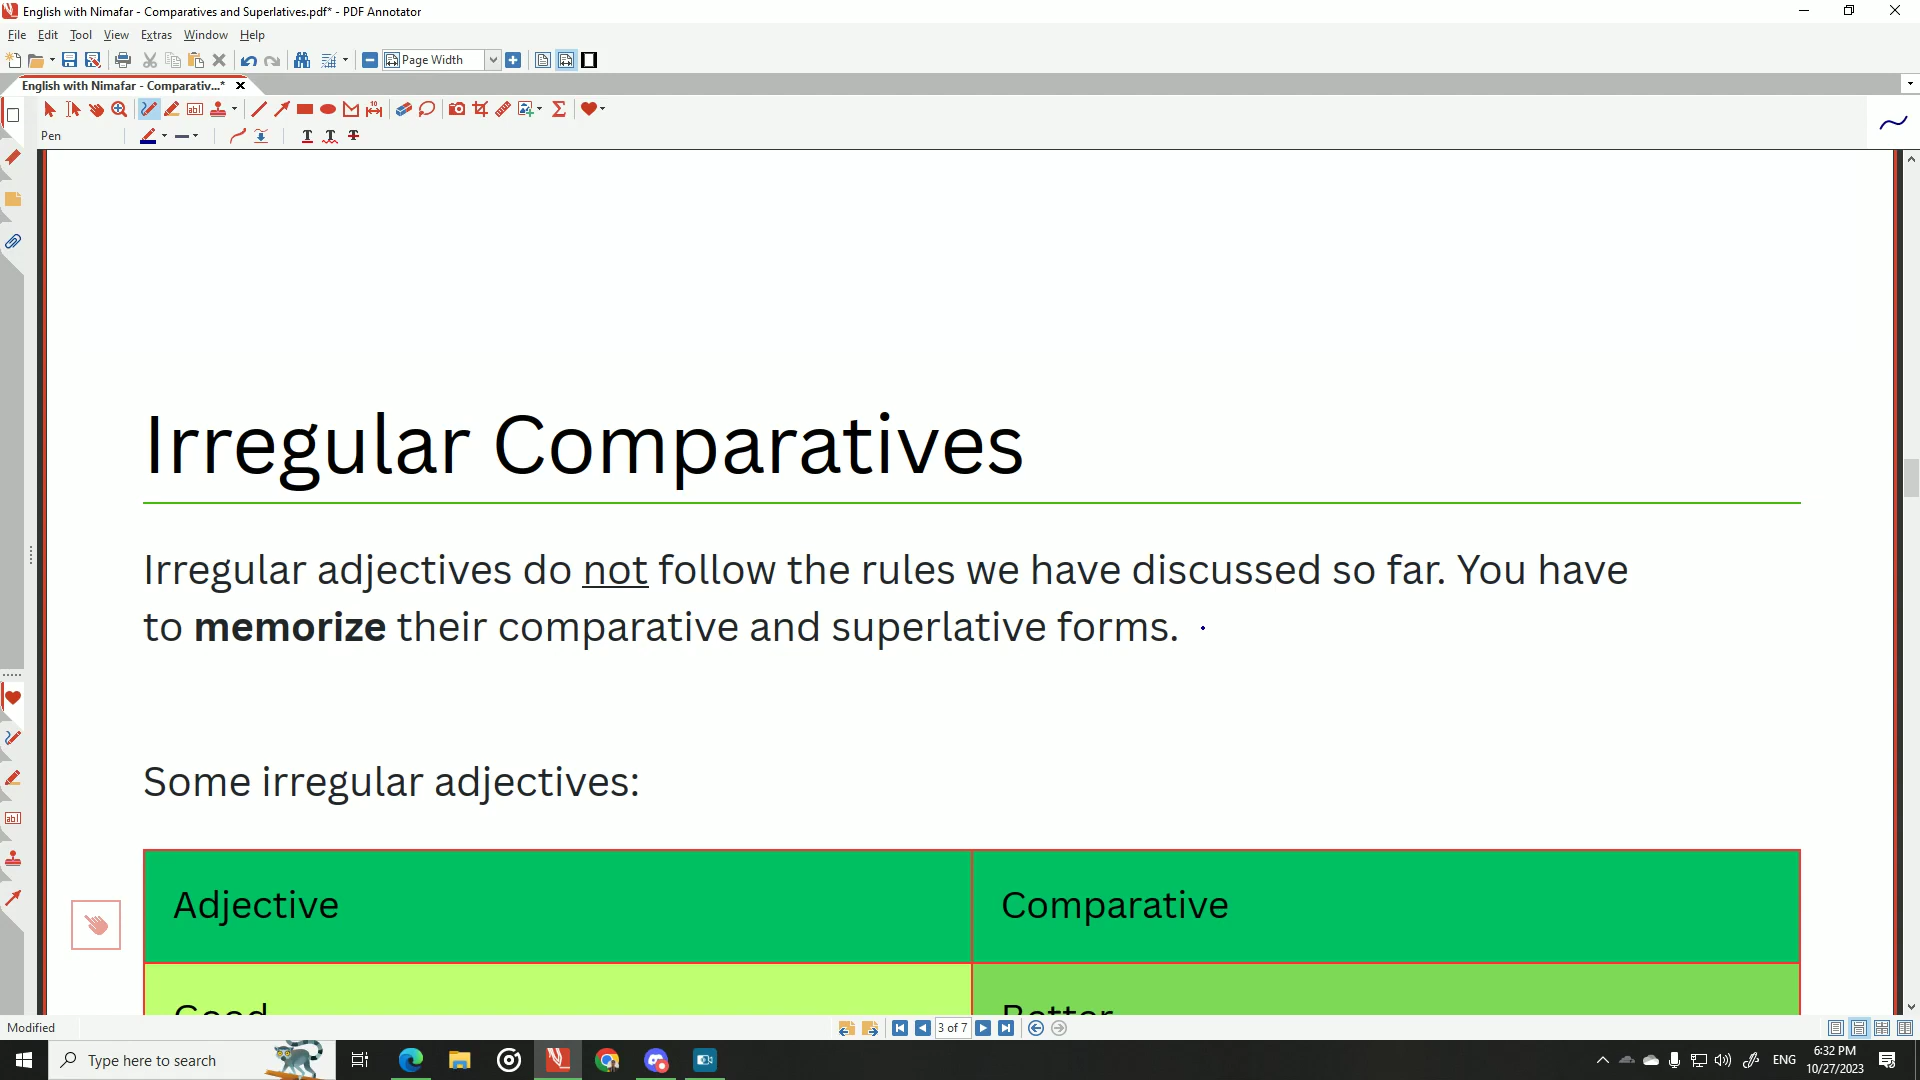 English with Nimafar - Comparatives and Superlatives.pdf* - PDF Annotator
File Edit Tool View Extras Window Help
Page Width
English with Nimafar - Comparativ...*
Pen
Irregular Comparatives
Irregular adjectives do not follow the rules we have discussed so far. You have
to memorize their comparative and superlative forms.
Some irregular adjectives:
Adjective Comparative
Good Better
Modified 3 of 7
Type here to search ENG 6:32 PM
10/27/2023